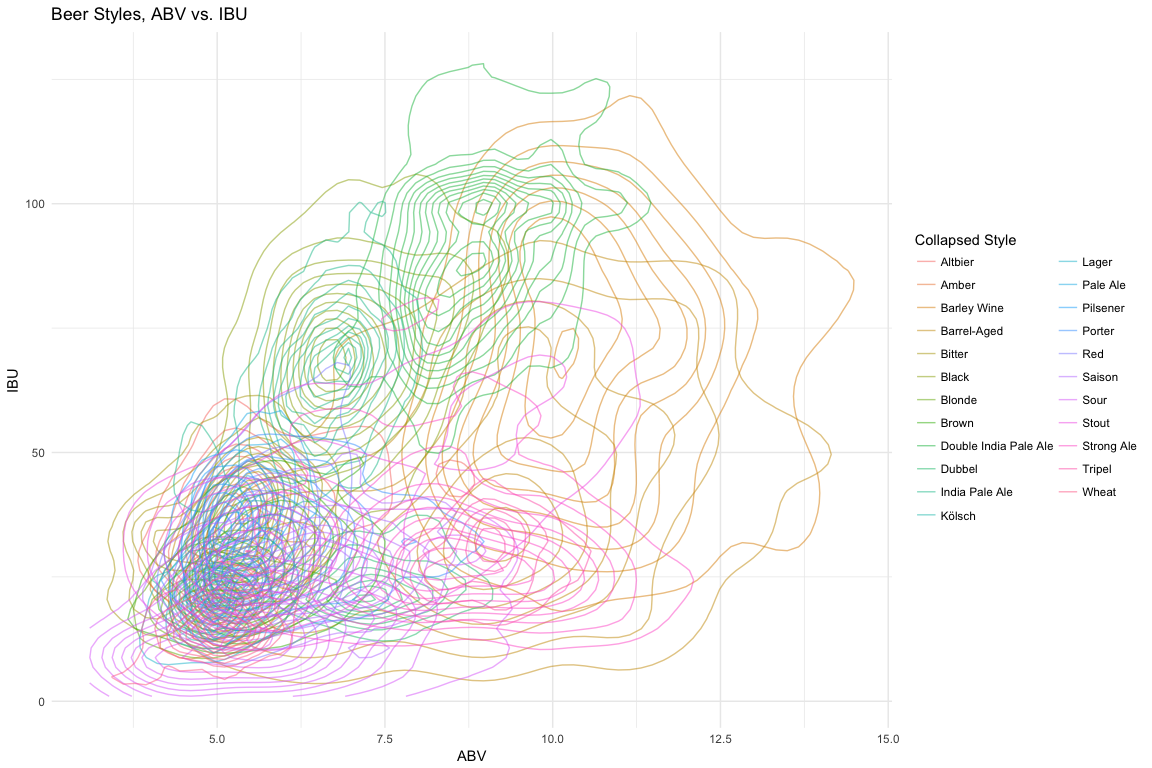 Beer Styles, ABV vs. IBU
100
50
0
IBU
5.0
7.5
10.0
12.5
15.0
ABV
Collapsed Style
Altbier
Amber
Barley Wine
Barrel-Aged
Bitter
Black
Blonde
Brown
Double India Pale Ale
Dubbel
India Pale Ale
Kölsch
Lager
Pale Ale
Pilsener
Porter
Red
Saison
Sour
Stout
Strong Ale
Tripel
Wheat